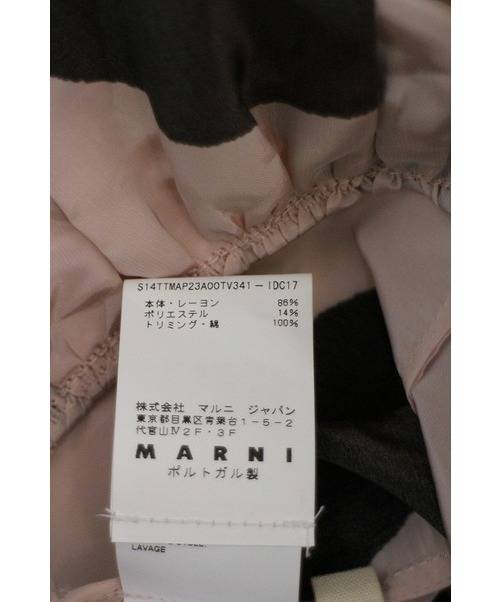 S14TTMAP23A00TV341-IDC17
本体・レーヨン 86%
ポリエステル 14%
トリミング・綿 100%
株式会社 マルニ ジャパン
東京都目黒区青葉台1-5-2
代官山Ⅳ2F・3F
MARNI
ポルトガル製
LAVAGE